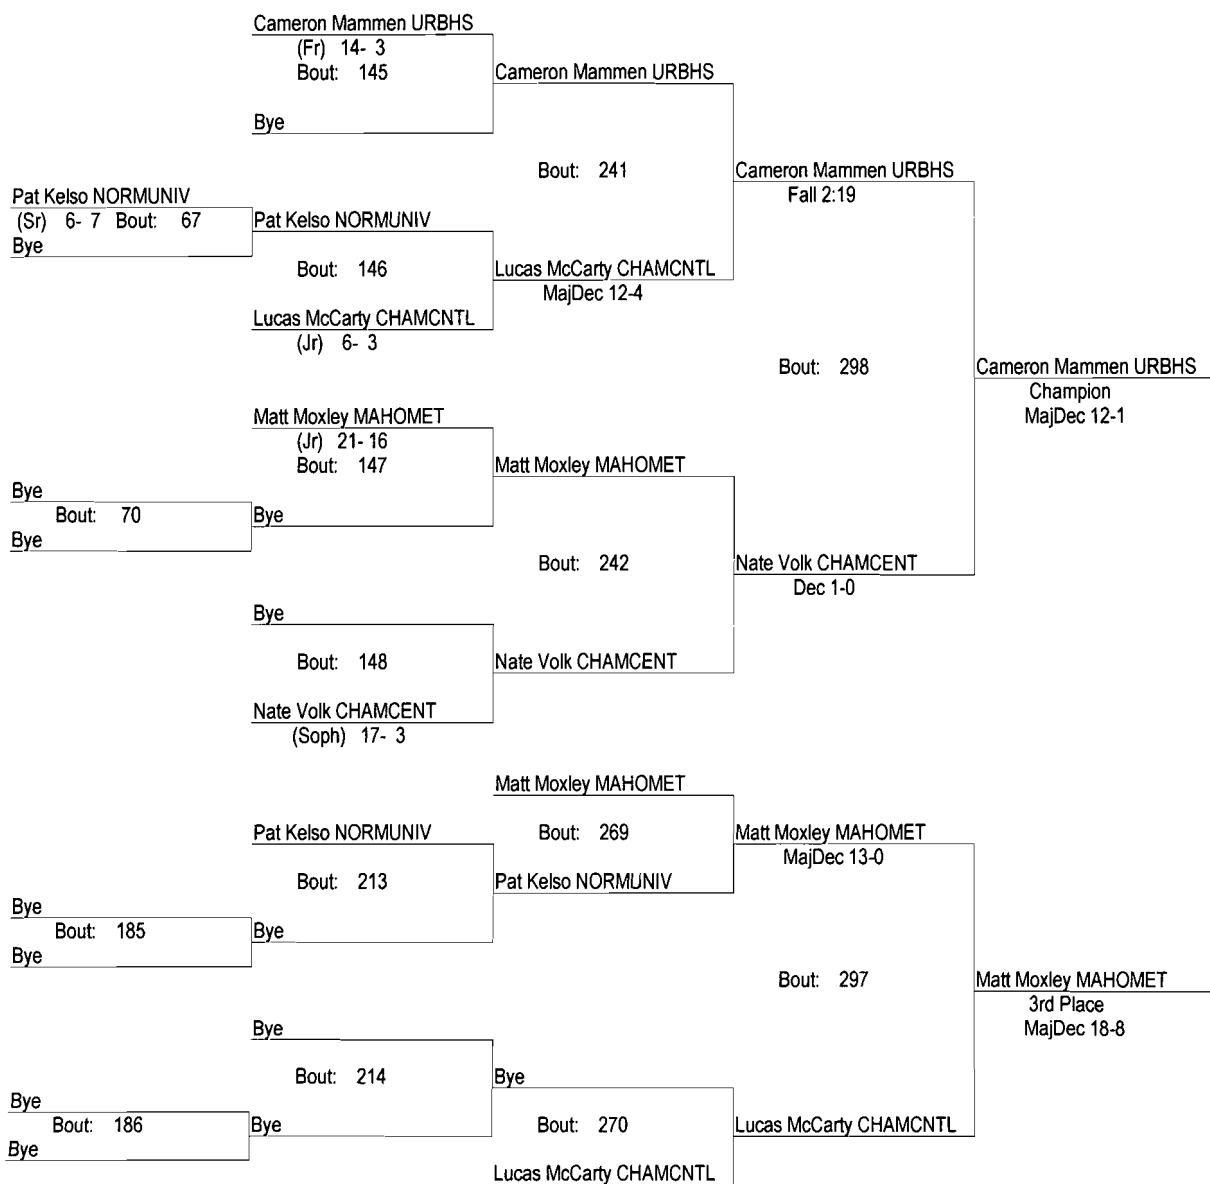 Cameron Mammen URBHS
(Fr) 14- 3
Bout: 145
Cameron Mammen URBHS
Bye
Bout: 241
Cameron Mammen URBHS
Fall 2:19
Pat Kelso NORMUNIV
(Sr) 6- 7 Bout: 67
Bye
Pat Kelso NORMUNIV
Bout: 146
Lucas McCarty CHAMCNTL
MajDec 12-4
Lucas McCarty CHAMCNTL
(Jr) 6- 3
Bout: 298
Cameron Mammen URBHS
Champion
MajDec 12-1
Matt Moxley MAHOMET
(Jr) 21- 16
Bout: 147
Matt Moxley MAHOMET
Bye
Bout: 70
Bye
Bye
Bout: 242
Nate Volk CHAMCENT
Dec 1-0
Bye
Bout: 148
Nate Volk CHAMCENT
Nate Volk CHAMCENT
(Soph) 17- 3
Matt Moxley MAHOMET
Bout: 269
Matt Moxley MAHOMET
MajDec 13-0
Pat Kelso NORMUNIV
Bout: 213
Pat Kelso NORMUNIV
Bye
Bout: 185
Bye
Bye
Bout: 297
Matt Moxley MAHOMET
3rd Place
MajDec 18-8
Bye
Bout: 214
Bye
Bye
Bout: 186
Bye
Bye
Bout: 270
Lucas McCarty CHAMCNTL
Lucas McCarty CHAMCNTL